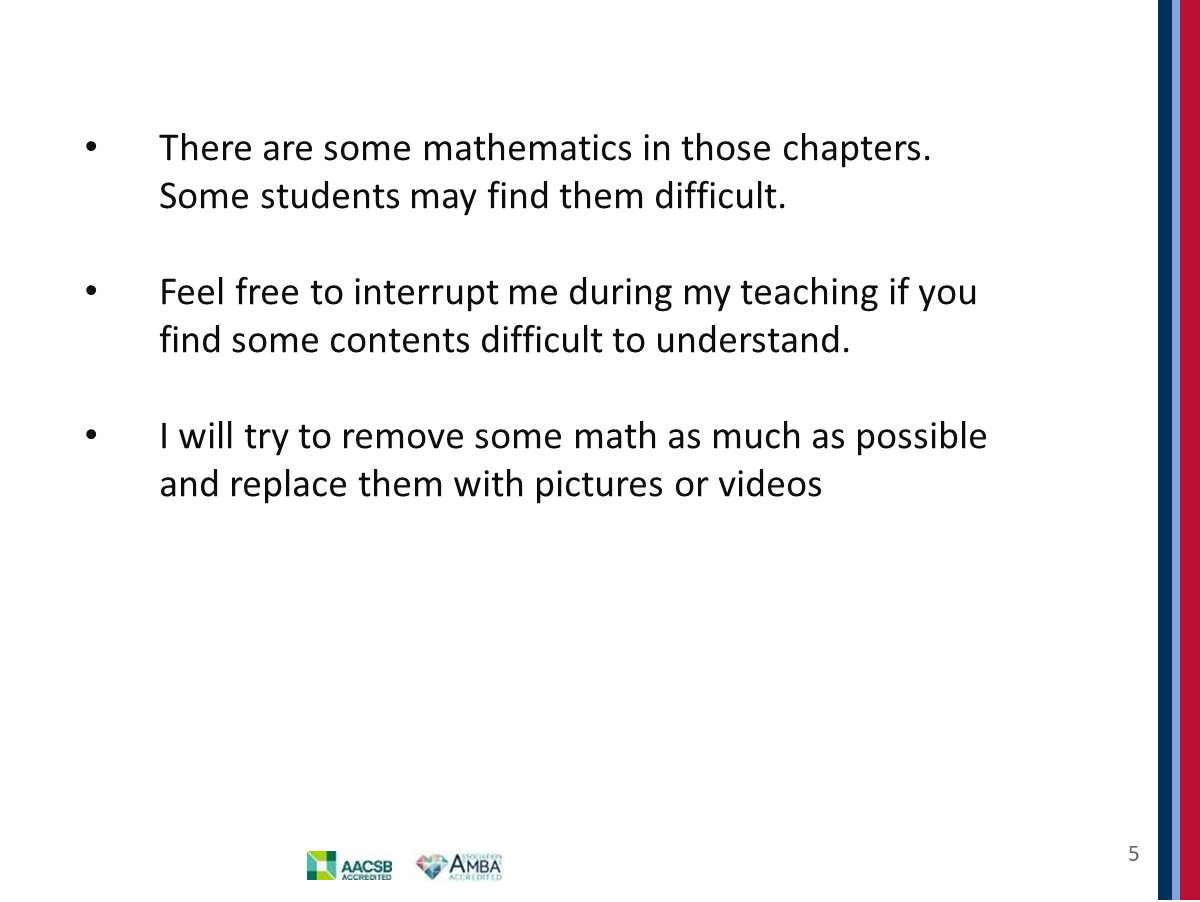 • There are some mathematics in those chapters.
Some students may find them difficult.
• Feel free to interrupt me during my teaching if you
find some contents difficult to understand.
• I will try to remove some math as much as possible
and replace them with pictures or videos
AACSB
ACCREDITED
ASSOCIATION
AMBA
ACCREDITED
5